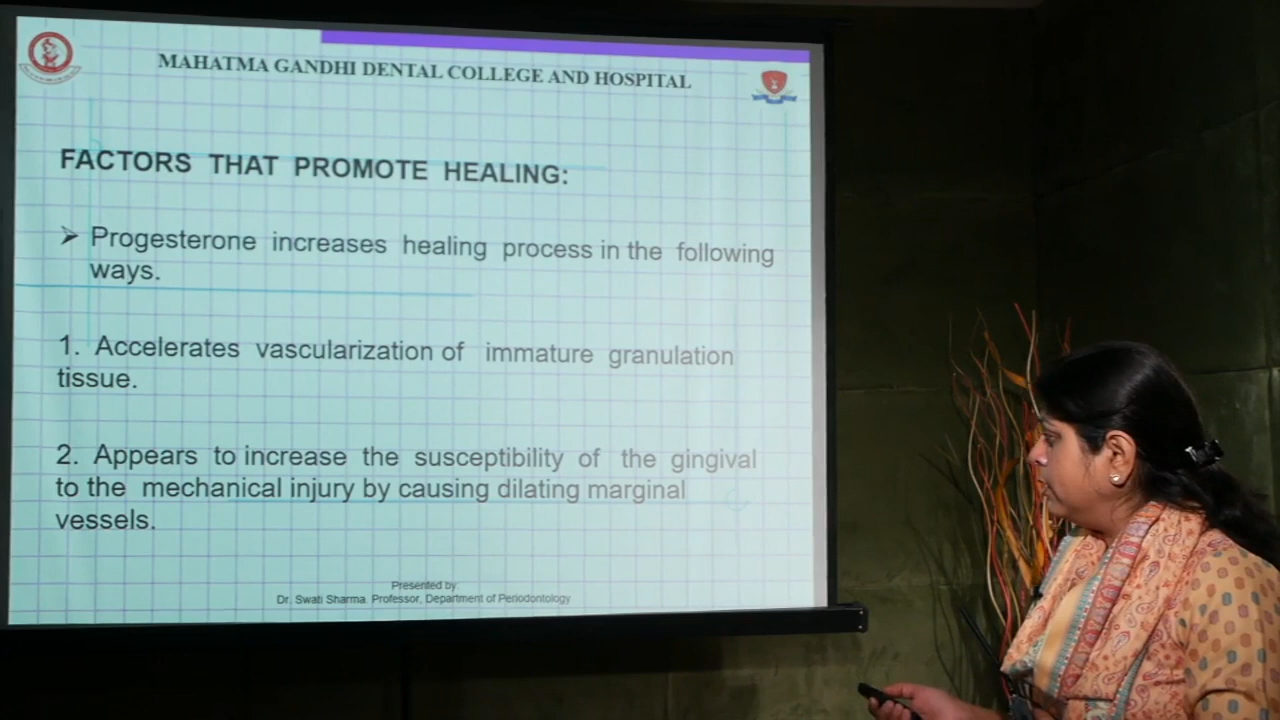 MAHATMA GANDHI DENTAL COLLEGE AND HOSPITAL
FACTORS THAT PROMOTE HEALING:
➤ Progesterone increases healing process in the following
ways.
1. Accelerates vascularization of immature granulation
tissue.
2. Appears to increase the susceptibility of the gingival
to the mechanical injury by causing dilating marginal
vessels.
Presented by:
Dr. Swati Sharma. Professor, Department of Periodontology